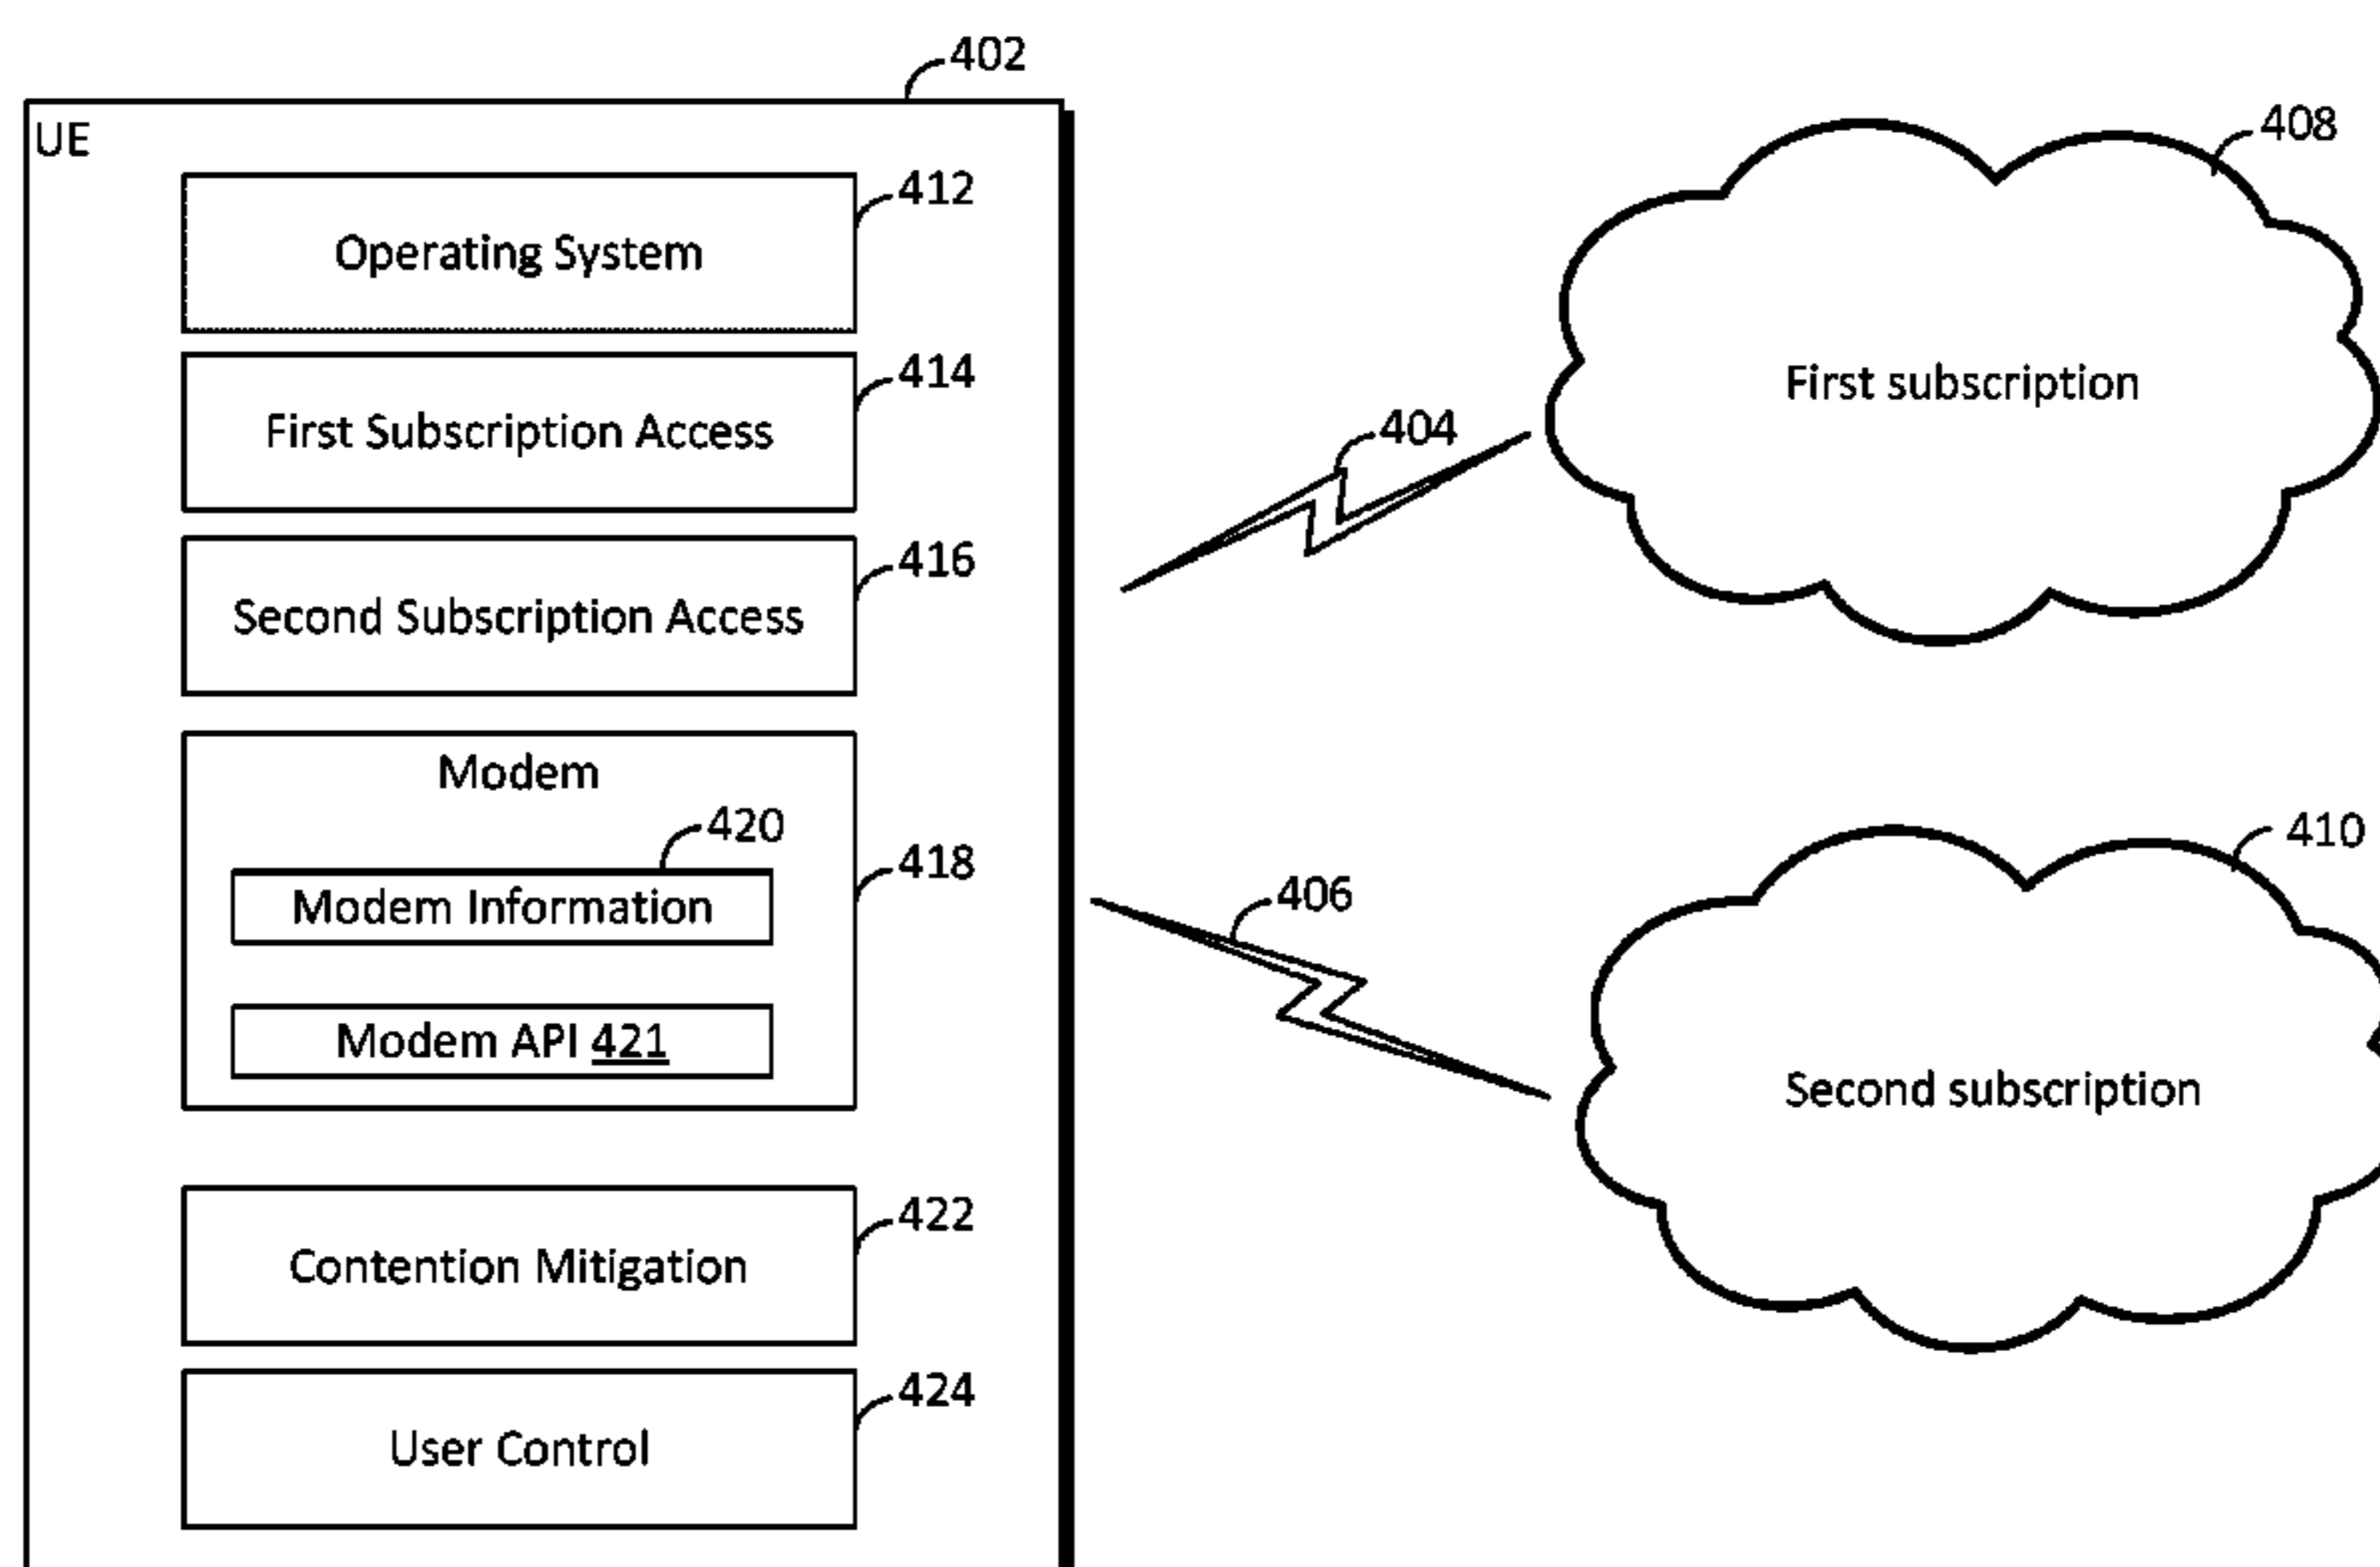 402
UE
412
Operating System
414
First Subscription Access
416
Second Subscription Access
Modem
420
418
Modem Information
Modem API 421
422
Contention Mitigation
424
User Control
404
406
408
First subscription
410
Second subscription